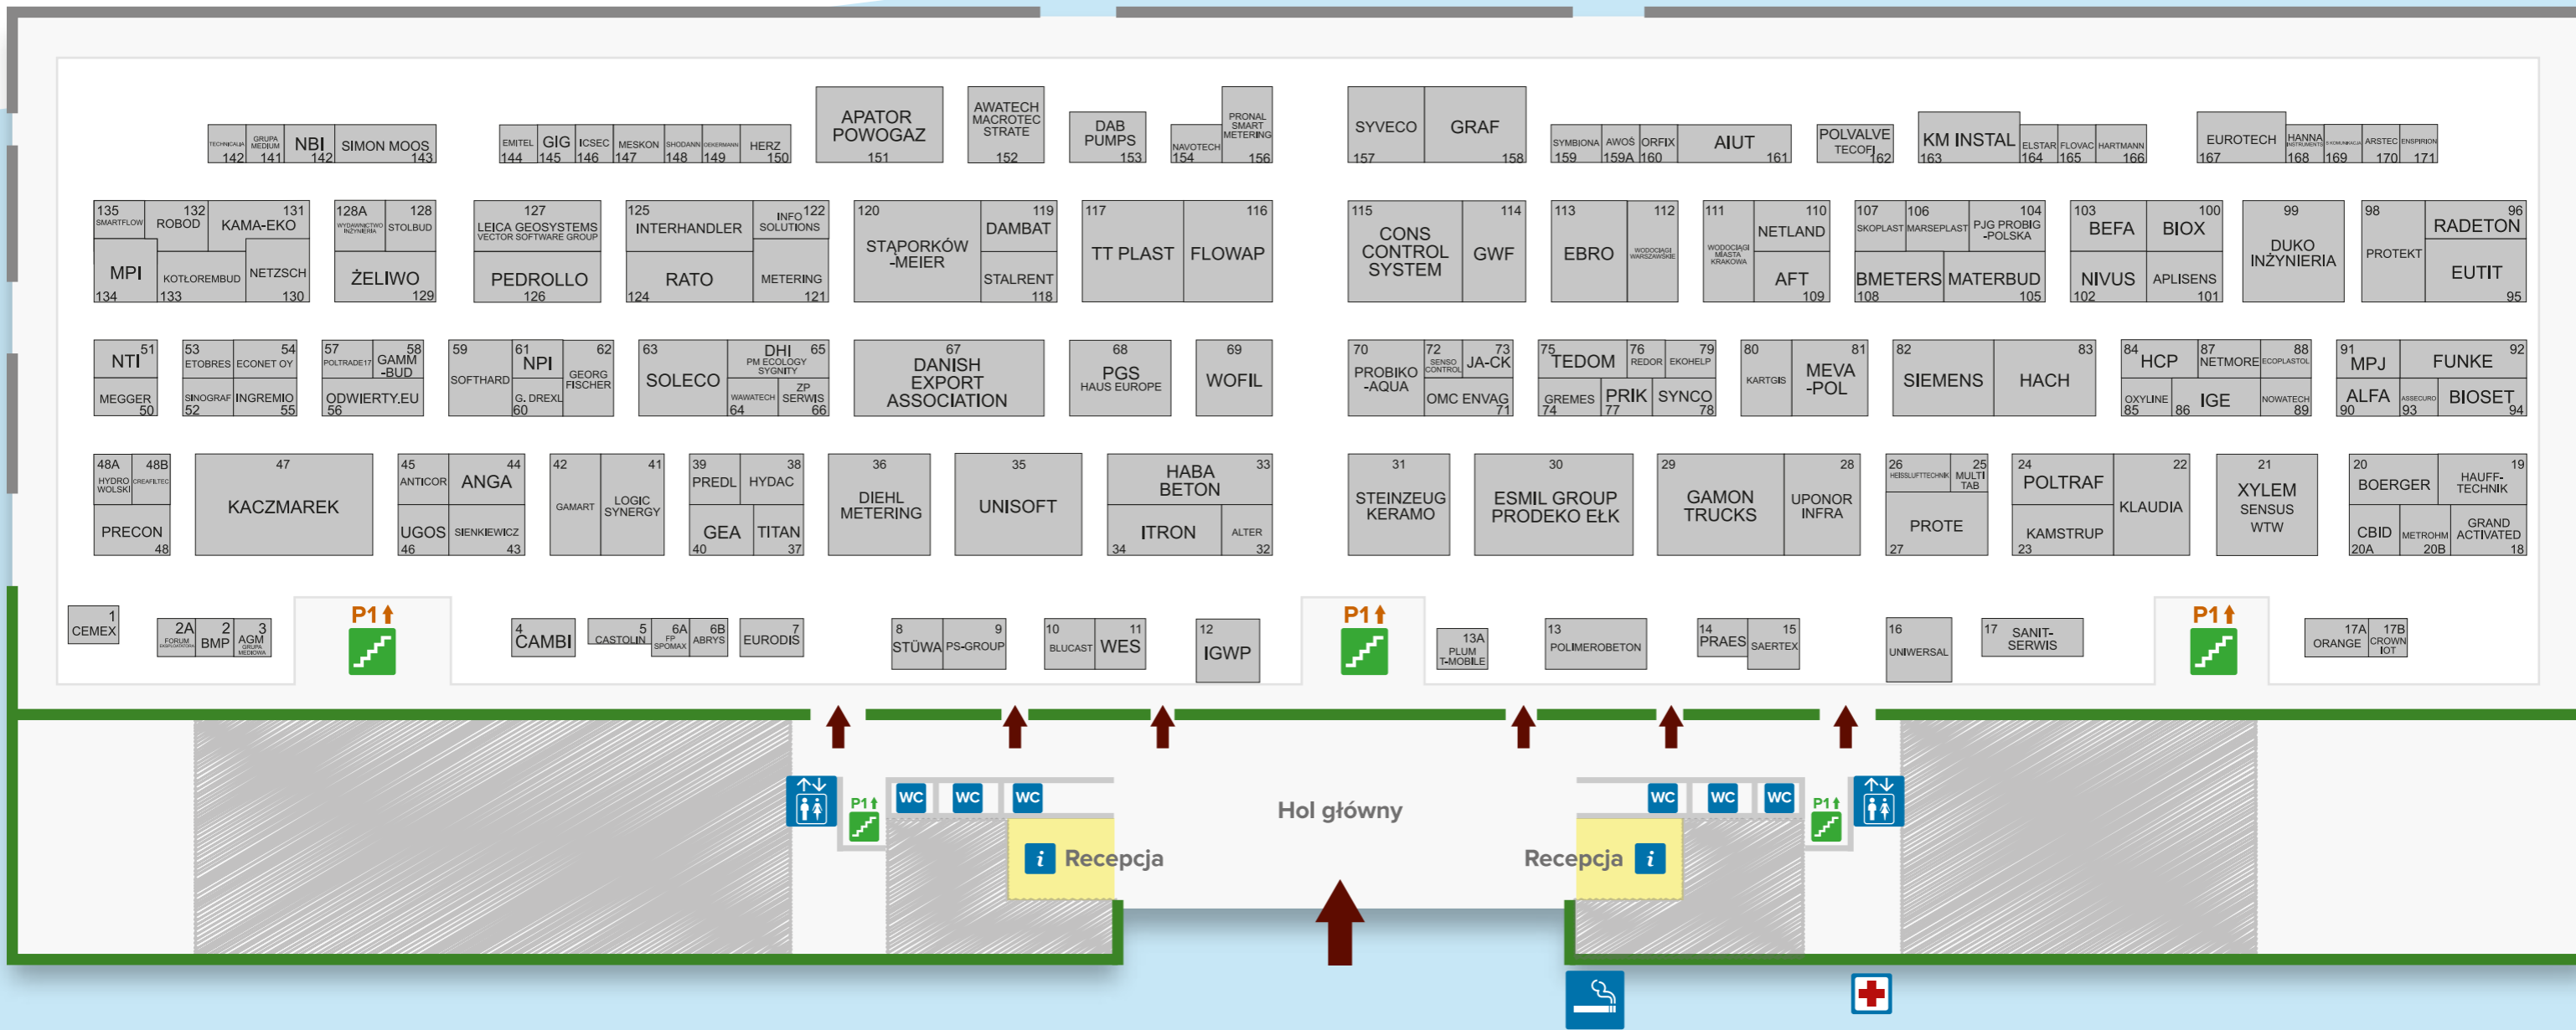 TECHNICALIA
142
GRUPA
MEDIUM
141
NBI
142
SIMON MOOS
143
EMITEL
144
GIG
145
ICSEC
146
MESKON
147
SHODANN
148
149
HERZ
150
APATOR
POWOGAZ
151
AWATECH
MACROTEC
STRATE
152
DAB
PUMPS
153
NAVOTECH
154
PRONAL
SMART
METERING
156
SYVECO
157
GRAF
158
SYMBIONA
159
AWOŚ
159A
ORFIX
160
AIUT
161
POLVALVE
TECOFI
162
KM INSTAL
163
ELSTAR
164
FLOVAC
165
HARTMANN
166
EUROTECH
167
HANNA
INSTRUMENTS
168
169
ARSTEC
170
ENSPIRION
171
135
SMARTFLOW
132
ROBOD
131
KAMA-EKO
MPI
134
KOTŁOREMBUD
133
NETZSCH
130
128A
WYDAWNICTWO
INŻYNIERIA
128
STOLBUD
ŻELIWO
129
127
LEICA GEOSYSTEMS
VECTOR SOFTWARE GROUP
PEDROLLO
126
125
INTERHANDLER
INFO 122
SOLUTIONS
RATO
124
METERING
121
120
STĄPORKÓW
-MEIER
119
DAMBAT
STALRENT
118
117
TT PLAST
116
FLOWAP
115
CONS
CONTROL
SYSTEM
114
GWF
113
EBRO
112
WODOCIĄGI
WARSZAWSKIE
111
WODOCIĄGI
MIASTA
KRAKOWA
110
NETLAND
AFT
109
107
SKOPLAST
106
MARSEPLAST
104
PJG PROBIG
-POLSKA
BMETERS
108
MATERBUD
105
103
BEFA
100
BIOX
NIVUS
102
APLISENS
101
99
DUKO
INŻYNIERIA
98
PROTEKT
96
RADETON
EUTIT
95
51
NTI
MEGGER
50
53
ETOBRES
54
ECONET OY
SINOGRAF
52
INGREMIO
55
57
POLTRADE17
58
GAMM
-BUD
ODWIERTY.EU
56
59
SOFTHARD
61
NPI
G. DREXL
60
62
GEORG
FISCHER
63
SOLECO
DHI 65
PM ECOLOGY
SYGNITY
WAWATECH
64
ZP
SERWIS
66
67
DANISH
EXPORT
ASSOCIATION
68
PGS
HAUS EUROPE
69
WOFIL
70
PROBIKO
-AQUA
72
SENSO
CONTROL
73
JA-CK
OMC ENVAG
71
75
TEDOM
76
REDOR
79
EKOHELP
GREMES
74
PRIK
77
SYNCO
78
80
KARTGIS
81
MEVA
-POL
82
SIEMENS
83
HACH
84
HCP
87
NETMORE
88
ECOPLASTOL
OXYLINE
85
IGE
86
NOWATECH
89
91
MPJ
92
FUNKE
ALFA
90
ASSECURO
93
BIOSET
94
48A
HYDRO
WOLSKI
48B
CREAFILTEC
PRECON
48
47
KACZMAREK
45
ANTICOR
44
ANGA
UGOS
46
SIENKIEWICZ
43
42
GAMART
41
LOGIC
SYNERGY
39
PREDL
38
HYDAC
GEA
40
TITAN
37
36
DIEHL
METERING
35
UNISOFT
33
HABA
BETON
ITRON
34
ALTER
32
31
STEINZEUG
KERAMO
30
ESMIL GROUP
PRODEKO EŁK
29
GAMON
TRUCKS
28
UPONOR
INFRA
26
HEISSLUFTTECHNIK
25
MULTI
TAB
PROTE
27
24
POLTRAF
KAMSTRUP
23
22
KLAUDIA
21
XYLEM
SENSUS
WTW
20
BOERGER
19
HAUFF-
TECHNIK
CBID
20A
METROHM
20B
GRAND
ACTIVATED
18
1
CEMEX
2A
FORUM
EKSPLOATATORA
2
BMP
3
AGM
GRUPA
MEDIOWA
P1
4
CAMBI
5
CASTOLIN
6A
FP
SPOMAX
6B
ABRYS
7
EURODIS
8
STÜWA
9
PS-GROUP
10
BLUCAST
11
WES
12
IGWP
P1
13A
PLUM
T-MOBILE
13
POLIMEROBETON
14
PRAES
15
SAERTEX
16
UNIWERSAL
17
SANIT-
SERWIS
P1
17A
ORANGE
17B
CROWN
IOT
P1
WC
WC
WC
Hol główny
WC
WC
WC
P1
i Recepcja
Recepcja i